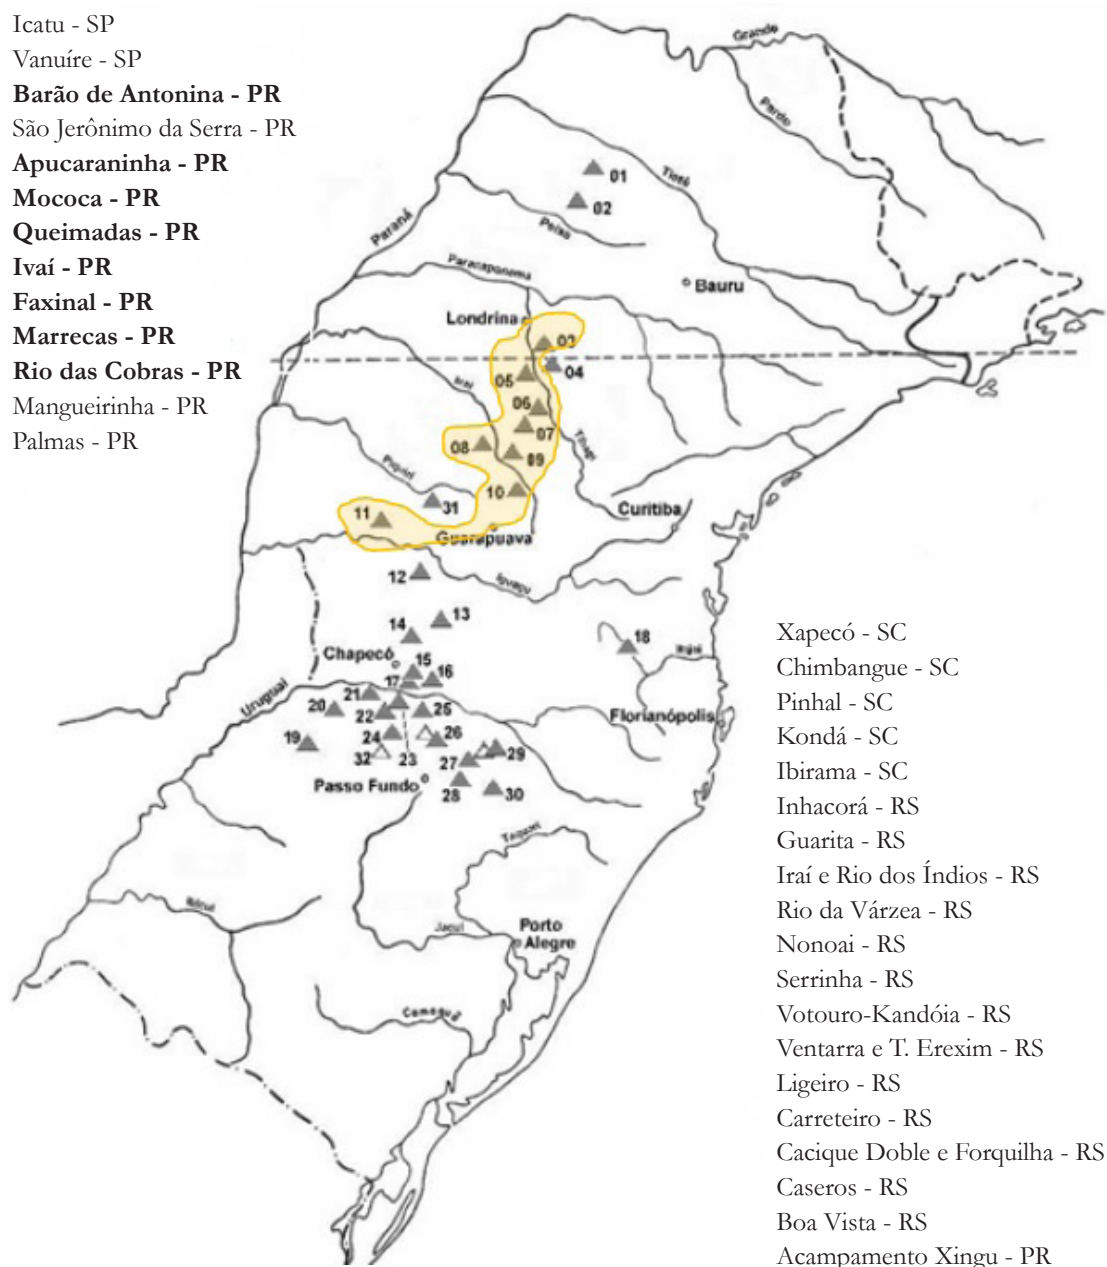 Icatu - SP
Vanuíre - SP
Barão de Antonina - PR
São Jerônimo da Serra - PR
Apucaraninha - PR
Mococa - PR
Queimadas - PR
Ivaí - PR
Faxinal - PR
Marrecas - PR
Rio das Cobras - PR
Mangueirinha - PR
Palmas - PR
Grande
Pardo
Tietê
01
02
Peixe
Paraná
Paranapanema
Bauru
Londrina
03
04
05
Ivaí
06
07
Tibagi
08
09
Piquiri
10
31
11
Curitiba
Guarapuava
12
Iguaçu
13
14
18
Chapecó
15
16
17
Itajaí
Uruguai
21
20
22
25
Florianópolis
19
24
26
32
23
27
29
Passo Fundo
28
30
Taquari
Ibicuí
Jacuí
Porto
Alegre
Camaquã
Xapecó - SC
Chimbangue - SC
Pinhal - SC
Kondá - SC
Ibirama - SC
Inhacorá - RS
Guarita - RS
Iraí e Rio dos Índios - RS
Rio da Várzea - RS
Nonoai - RS
Serrinha - RS
Votouro-Kandóia - RS
Ventarra e T. Erexim - RS
Ligeiro - RS
Carreteiro - RS
Cacique Doble e Forquilha - RS
Caseros - RS
Boa Vista - RS
Acampamento Xingu - PR